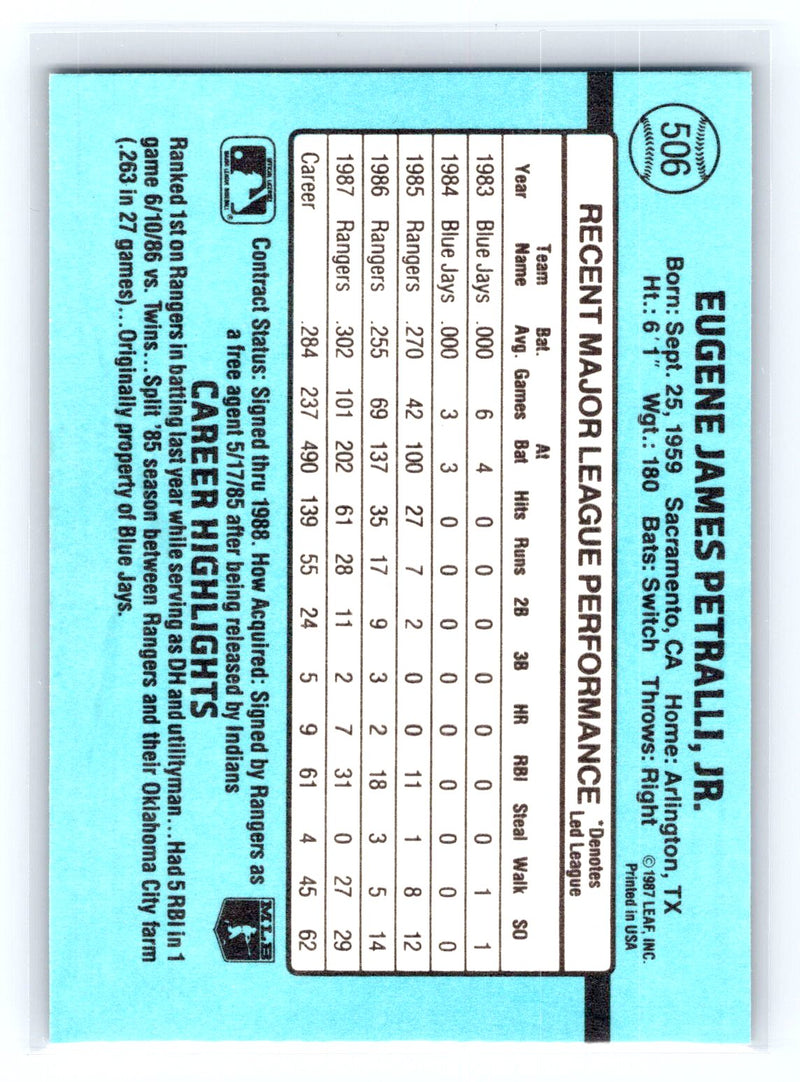 506
EUGENE JAMES PETRALLI, JR.
Born: Sept. 25, 1959 Sacramento, CA Home: Arlington, TX
Ht.: 6'1" Wgt.: 180 Bats: Switch Throws: Right
©1987 LEAF, INC.
Printed in USA
RECENT MAJOR LEAGUE PERFORMANCE
*Denotes
Led League
Year Team Name Bat. Avg. Games At Bat Hits Runs 2B 3B HR RBI Steal Walk SO
1983 Blue Jays .000 6 4 0 0 0 0 0 0 0 1 1
1984 Blue Jays .000 3 3 0 0 0 0 0 0 0 0 0
1985 Rangers .270 42 100 27 7 2 0 0 11 1 8 12
1986 Rangers .255 69 137 35 17 9 3 2 18 3 5 14
1987 Rangers .302 101 202 61 28 11 2 7 31 0 27 29
Career .284 237 490 139 55 24 5 9 61 4 45 62
OFFICIAL LICENSEE
MAJOR LEAGUE BASEBALL
®
Contract Status: Signed thru 1988. How Acquired: Signed by Rangers as
a free agent 5/17/85 after being released by Indians
MLB
CAREER HIGHLIGHTS
Ranked 1st on Rangers in batting last year while serving as DH and utilityman...Had 5 RBI in 1
game 6/10/86 vs. Twins...Split '85 season between Rangers and their Oklahoma City farm
(.263 in 27 games)...Originally property of Blue Jays.